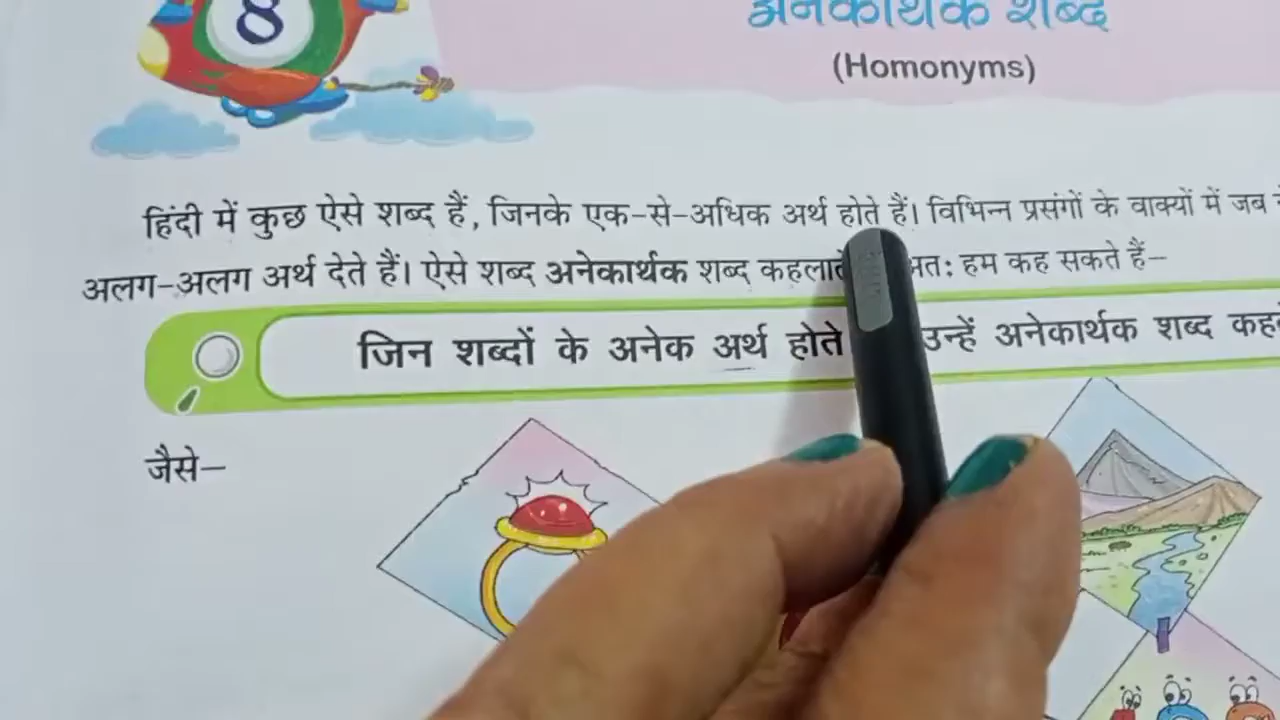 8
अनेकार्थक शब्द
(Homonyms)
हिंदी में कुछ ऐसे शब्द हैं, जिनके एक-से-अधिक अर्थ होते हैं। विभिन्न प्रसंगों के वाक्यों में जब
अलग-अलग अर्थ देते हैं। ऐसे शब्द अनेकार्थक शब्द कहलाते अतः हम कह सकते हैं—
जिन शब्दों के अनेक अर्थ होते उन्हें अनेकार्थक शब्द
जैसे—